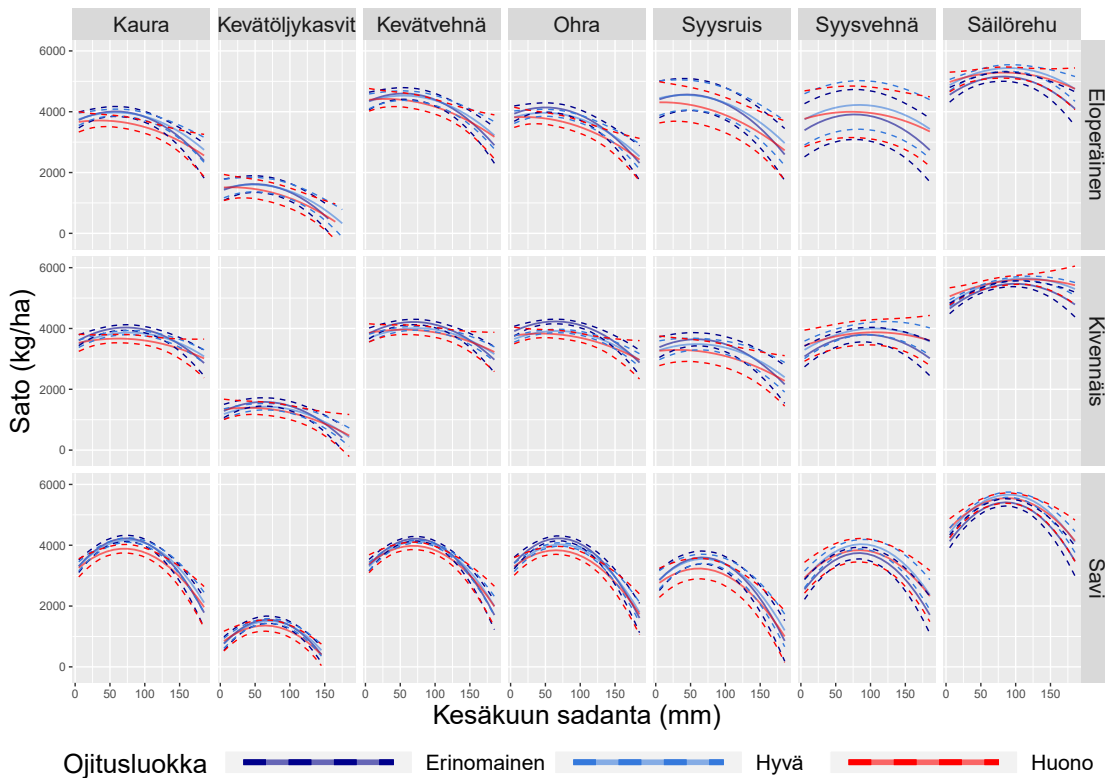 Kaura Kevätöljykasvit Kevätvehnä Ohra Syysruis Syysvehnä Säilörehu
6000
4000
2000
0
Eloperäinen
6000
4000
2000
0
Kivennäis
6000
4000
2000
0
Savi
Sato (kg/ha)
0 50 100 150 0 50 100 150 0 50 100 150 0 50 100 150 0 50 100 150 0 50 100 150 0 50 100 150
Kesäkuun sadanta (mm)
Ojitusluokka Erinomainen Hyvä Huono